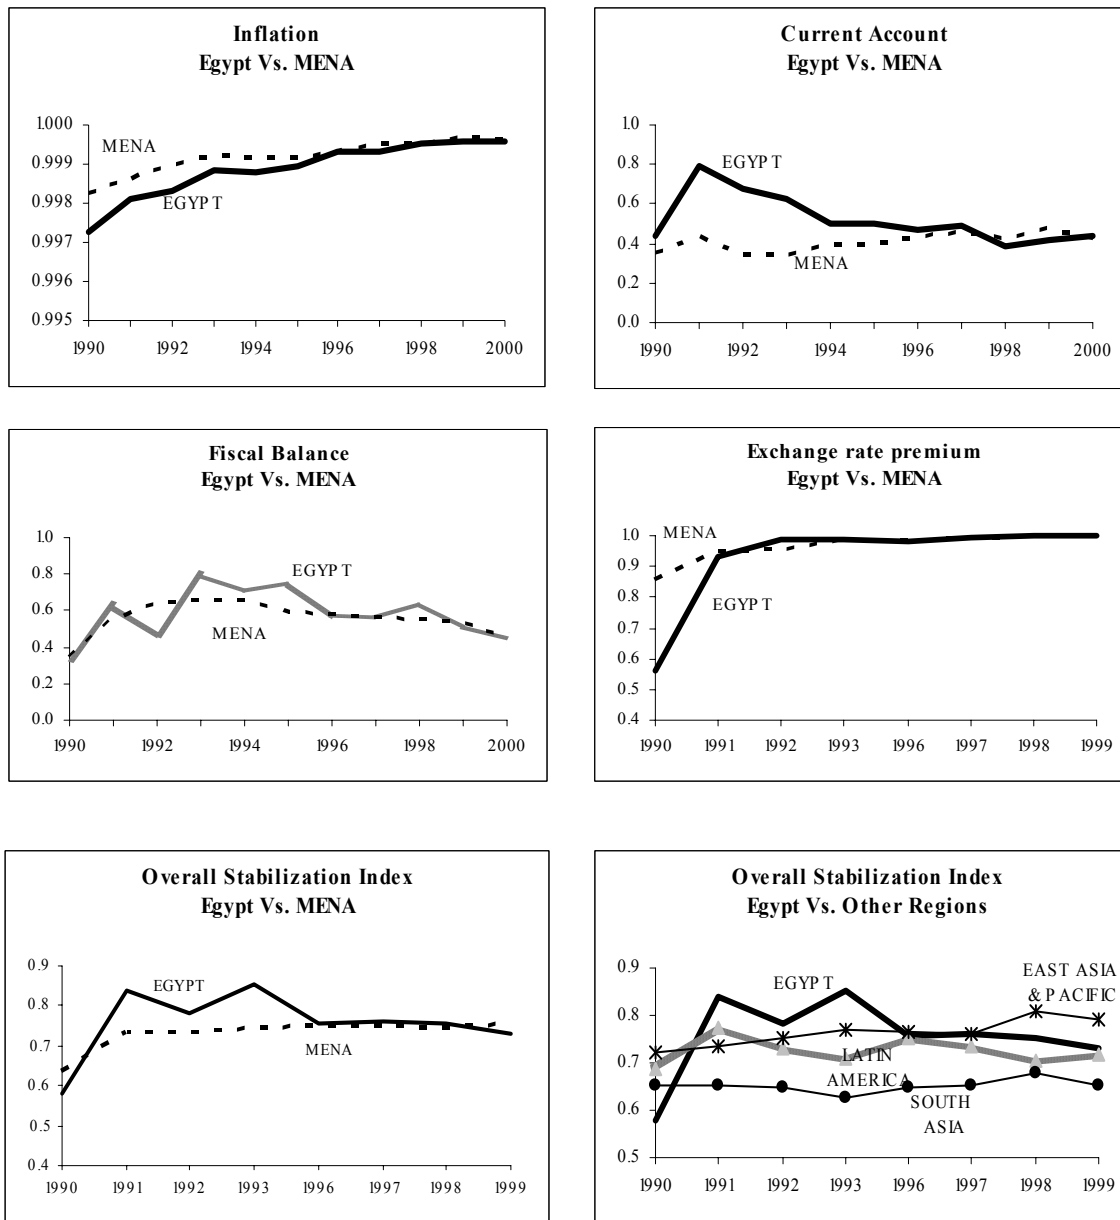 Inflation
Egypt Vs. MENA
1.000
0.999
0.998
0.997
0.996
0.995
MENA
EGYPT
1990 1992 1994 1996 1998 2000
Current Account
Egypt Vs. MENA
1.0
0.8
0.6
0.4
0.2
0.0
EGYPT
MENA
1990 1992 1994 1996 1998 2000
Fiscal Balance
Egypt Vs. MENA
1.0
0.8
0.6
0.4
0.2
0.0
EGYPT
MENA
1990 1992 1994 1996 1998 2000
Exchange rate premium
Egypt Vs. MENA
1.0
0.9
0.8
0.7
0.6
0.5
0.4
MENA
EGYPT
1990 1991 1992 1993 1996 1997 1998 1999
Overall Stabilization Index
Egypt Vs. MENA
0.9
0.8
0.7
0.6
0.5
0.4
EGYPT
MENA
1990 1991 1992 1993 1996 1997 1998 1999
Overall Stabilization Index
Egypt Vs. Other Regions
0.9
0.8
0.7
0.6
0.5
EGYPT
EAST ASIA
& PACIFIC
LATIN
AMERICA
SOUTH
ASIA
1990 1991 1992 1993 1996 1997 1998 1999